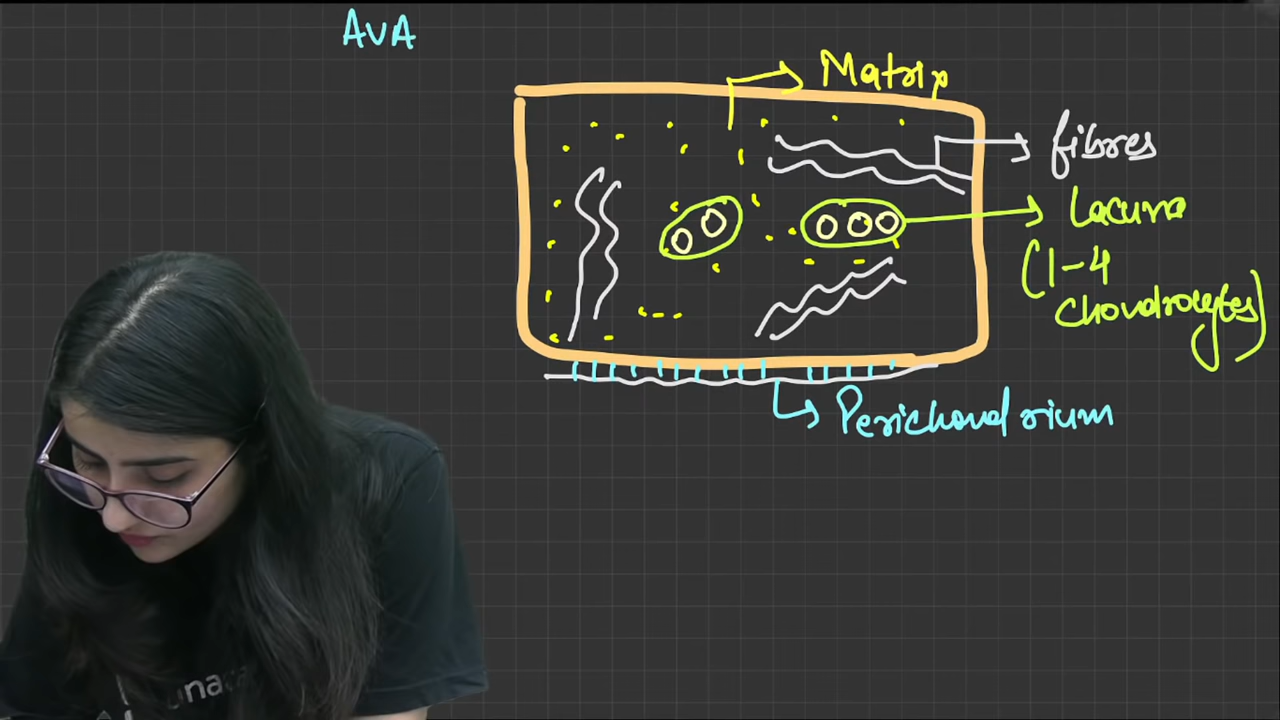 AVA
Matrix
fibres
Lacuna
(1-4
chondrocytes)
Perichondrium